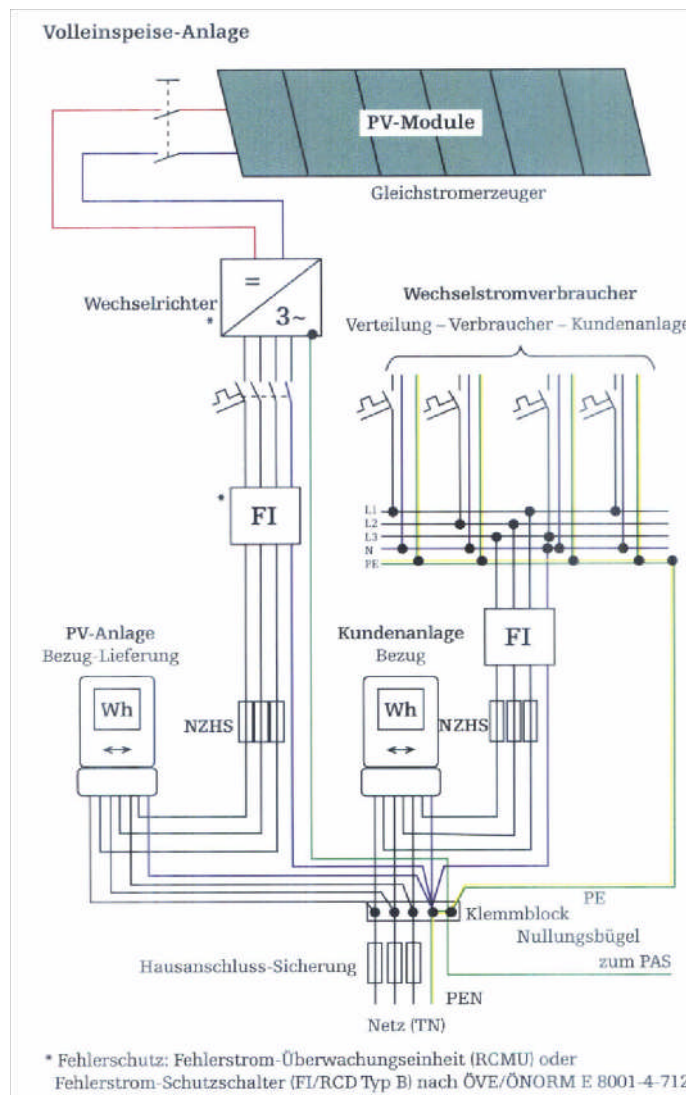 Volleinspeise-Anlage
PV-Module
Gleichstromerzeuger
=
3~
Wechselrichter
*
Wechselstromverbraucher
Verteilung – Verbraucher – Kundenanlage
* FI
L1
L2
L3
N
PE
PV-Anlage
Bezug-Lieferung
Kundenanlage
Bezug
FI
Wh
NZHS
Wh
NZHS
PE
Klemmblock
Nullungsbügel
zum PAS
Hausanschluss-Sicherung
PEN
Netz (TN)
* Fehlerschutz: Fehlerstrom-Überwachungseinheit (RCMU) oder
Fehlerstrom-Schutzschalter (FI/RCD Typ B) nach ÖVE/ÖNORM E 8001-4-712